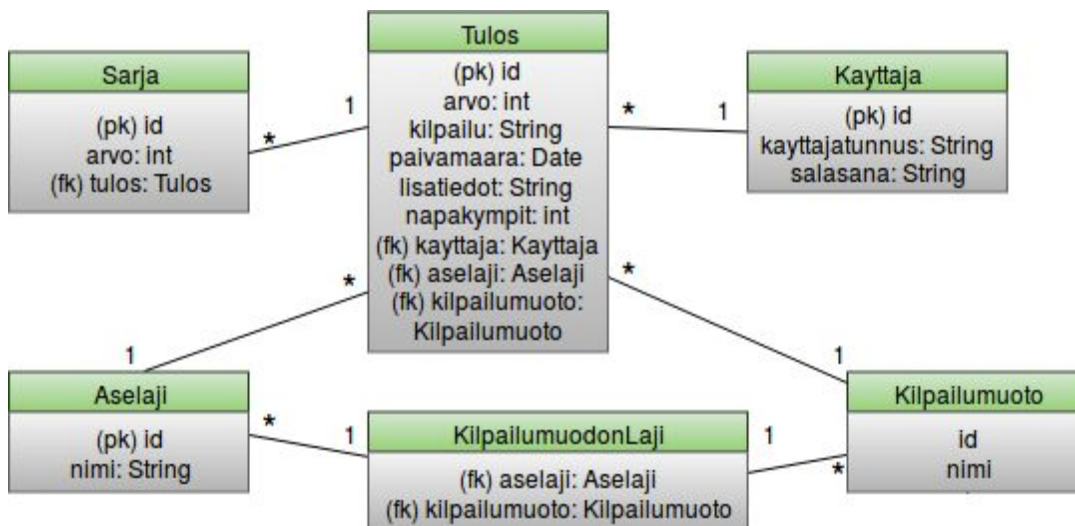 Sarja
(pk) id
arvo: int
(fk) tulos: Tulos
Tulos
(pk) id
arvo: int
kilpailu: String
paivamaara: Date
lisatiedot: String
napakympit: int
(fk) kayttaja: Kayttaja
(fk) aselaji: Aselaji
(fk) kilpailumuoto:
Kilpailumuoto
Kayttaja
(pk) id
kayttajatunnus: String
salasana: String
*
1
*
1
*
1
*
1
Aselaji
(pk) id
nimi: String
*
1
KilpailumuodonLaji
(fk) aselaji: Aselaji
(fk) kilpailumuoto: Kilpailumuoto
1
*
Kilpailumuoto
id
nimi